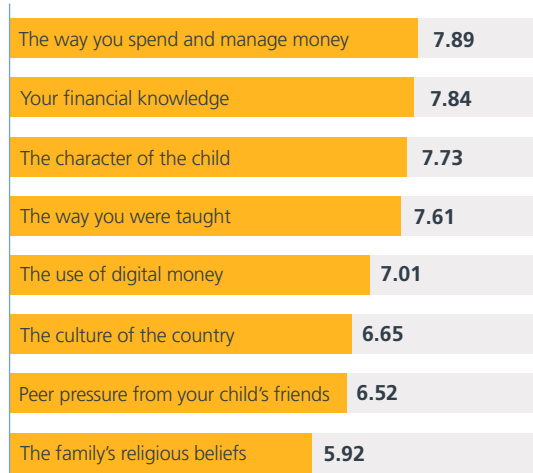 The way you spend and manage money 7.89
Your financial knowledge 7.84
The character of the child 7.73
The way you were taught 7.61
The use of digital money 7.01
The culture of the country 6.65
Peer pressure from your child’s friends 6.52
The family’s religious beliefs 5.92